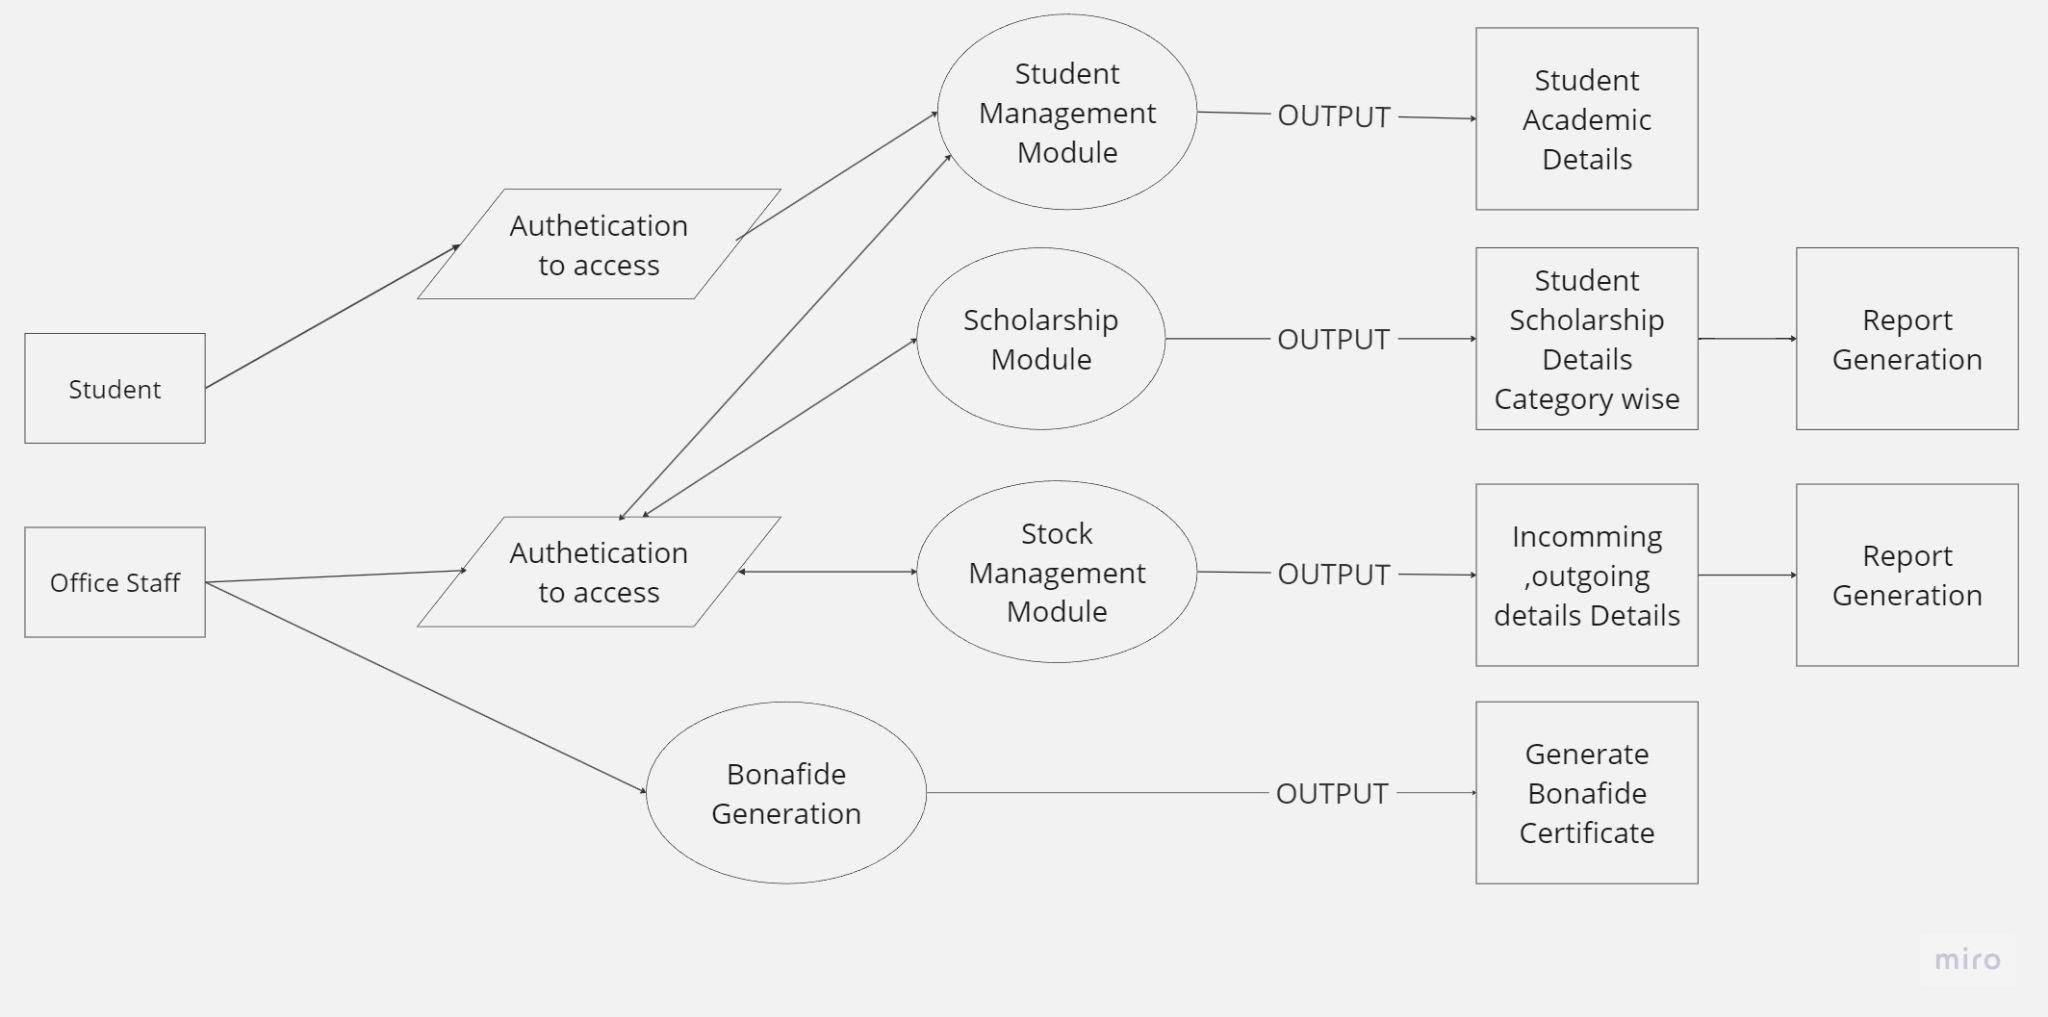 Student
Management
Module
OUTPUT
Student
Academic
Details
Authetication
to access
Student
Scholarship
Module
OUTPUT
Student
Scholarship
Details
Category wise
Report
Generation
Office Staff
Authetication
to access
Stock
Management
Module
OUTPUT
Incomming
,outgoing
details Details
Report
Generation
Bonafide
Generation
OUTPUT
Generate
Bonafide
Certificate
miro